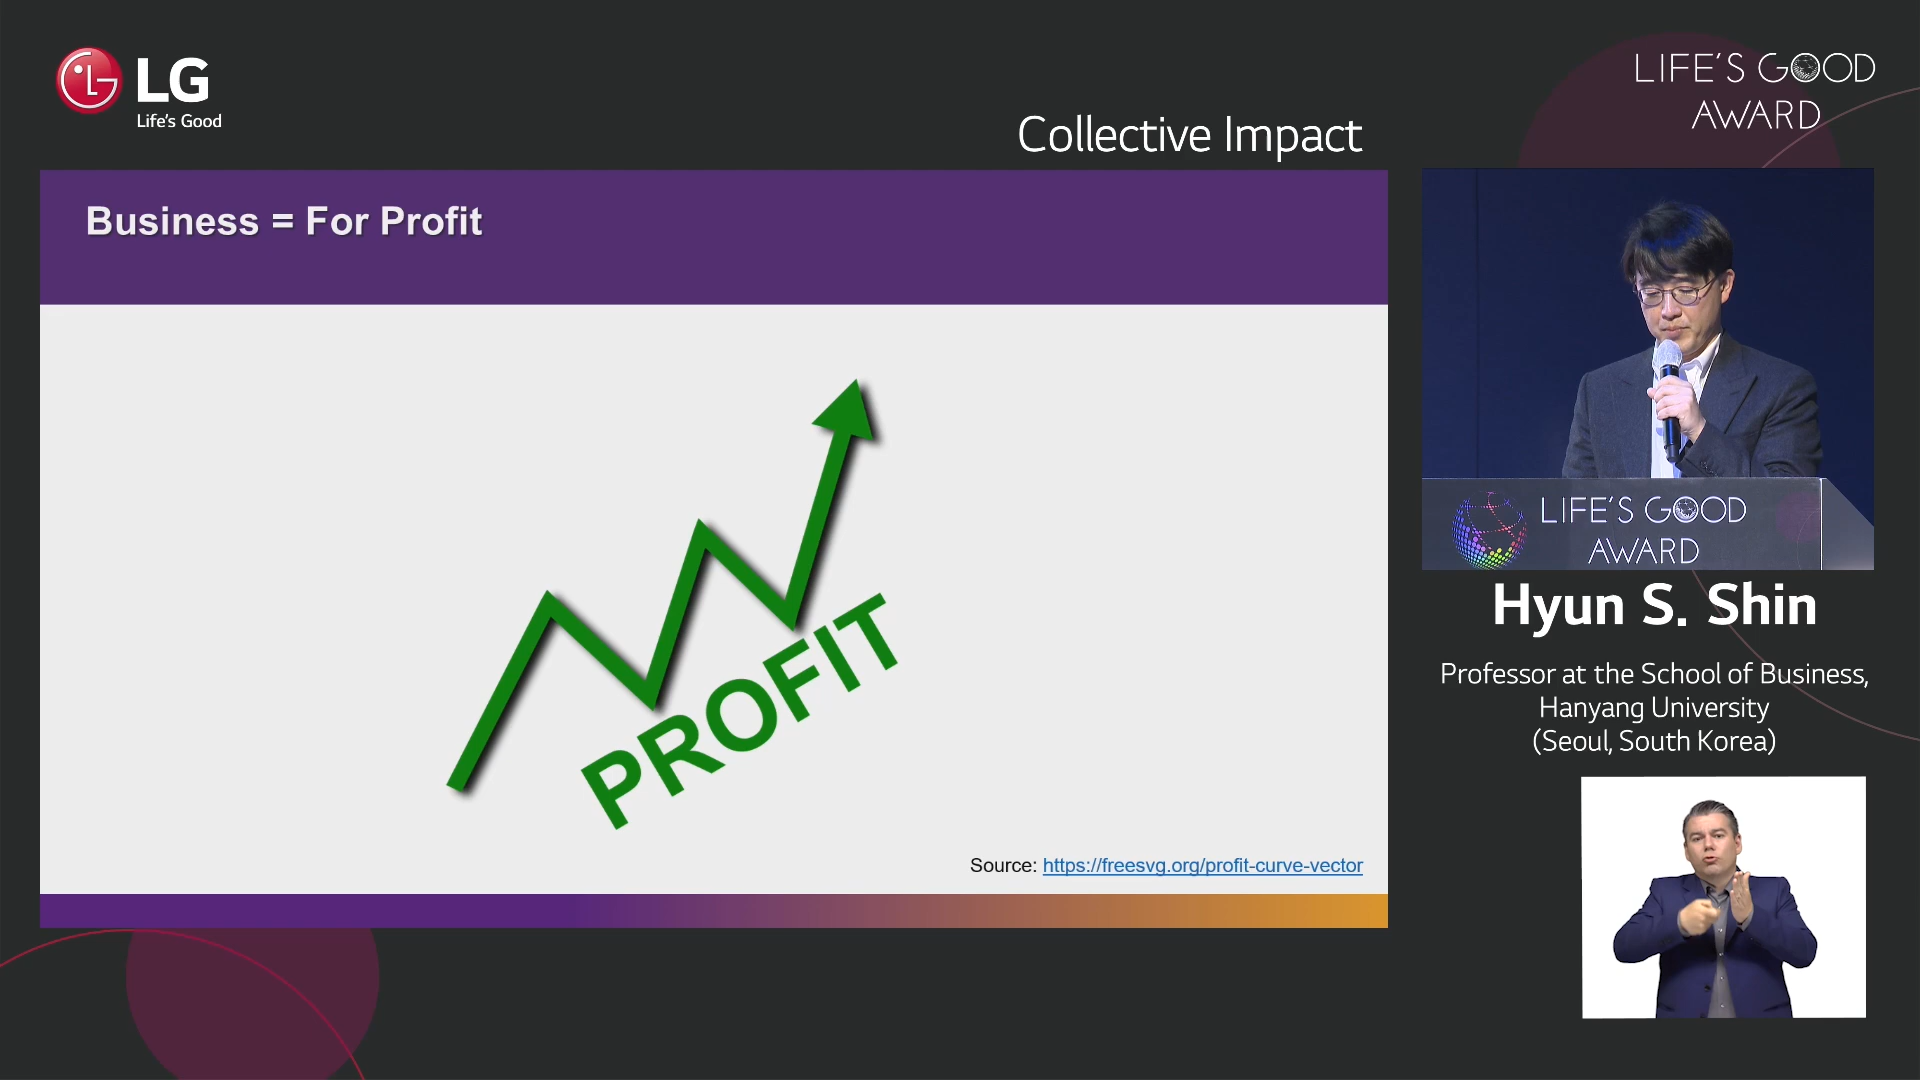 LG
Life's Good
LIFE'S GOOD
AWARD
Collective Impact
Business = For Profit
PROFIT
Source: https://freesvg.org/profit-curve-vector
LIFE'S GOOD
AWARD
Hyun S. Shin
Professor at the School of Business,
Hanyang University
(Seoul, South Korea)